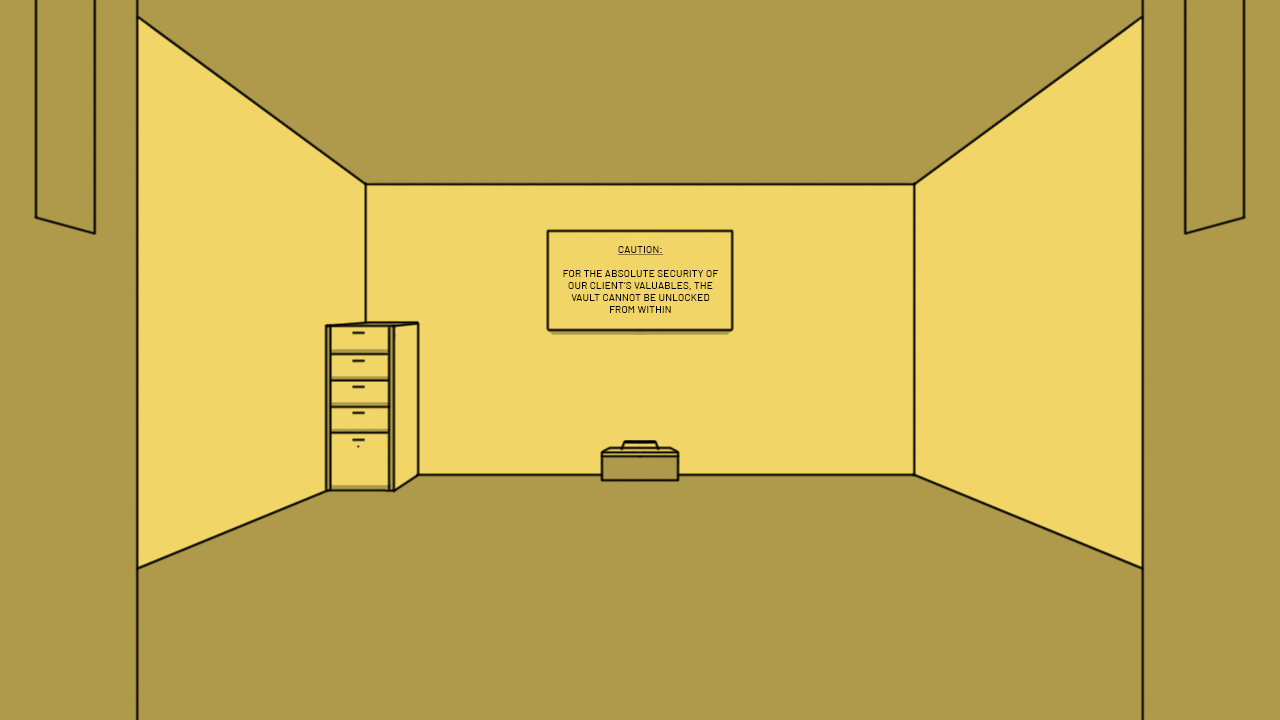 CAUTION:
FOR THE ABSOLUTE SECURITY OF
OUR CLIENT'S VALUABLES, THE
VAULT CANNOT BE UNLOCKED
FROM WITHIN